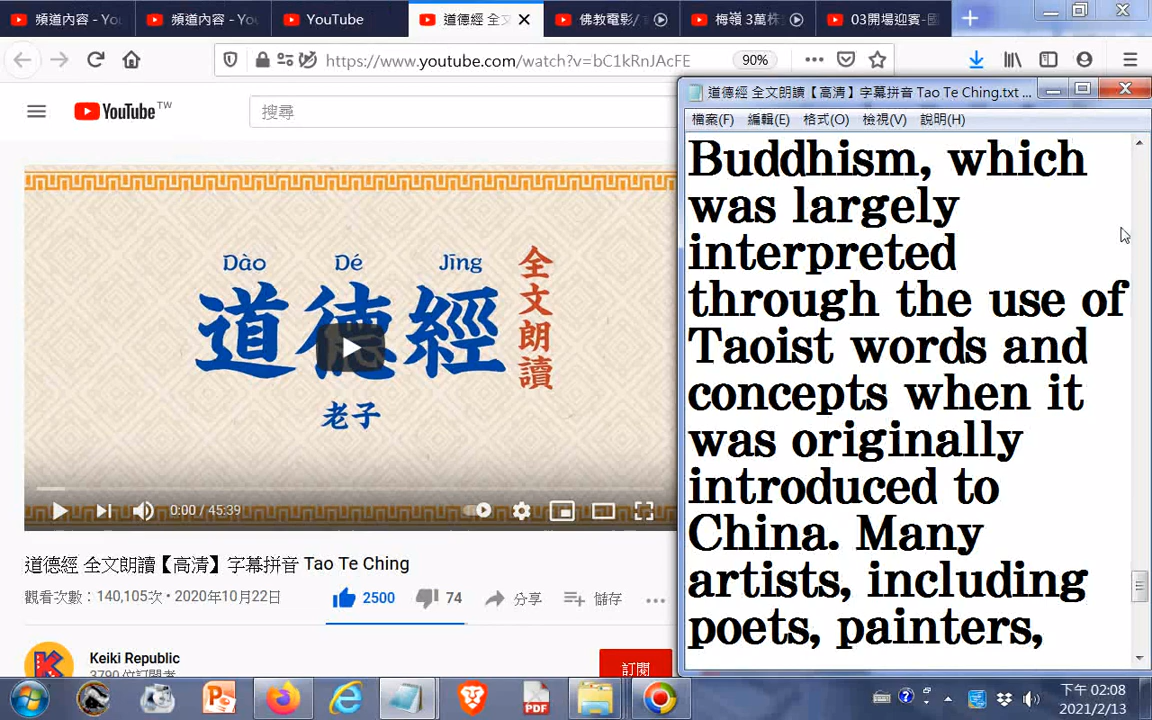 頻道內容 - Yo
頻道內容 - Yo
YouTube
道德經 全文
佛教電影/
梅嶺 3萬株
03開場迎賓-
https://www.youtube.com/watch?v=bC1kRnJAcFE
90%
YouTube TW
搜尋
道德經 全文朗讀【高清】字幕拼音 Tao Te Ching.txt ...
檔案(F) 編輯(E) 格式(O) 檢視(V) 說明(H)
Buddhism, which
was largely
interpreted
through the use of
Taoist words and
concepts when it
was originally
introduced to
China. Many
artists, including
poets, painters,
Dào Dé Jīng
道德經
全文朗讀
老子
0:00 / 45:39
道德經 全文朗讀【高清】字幕拼音 Tao Te Ching
觀看次數：140,105次 • 2020年10月22日
2500
74
分享
儲存
Keiki Republic
3790 位訂閱者
訂閱
PDF
下午 02:08
2021/2/13